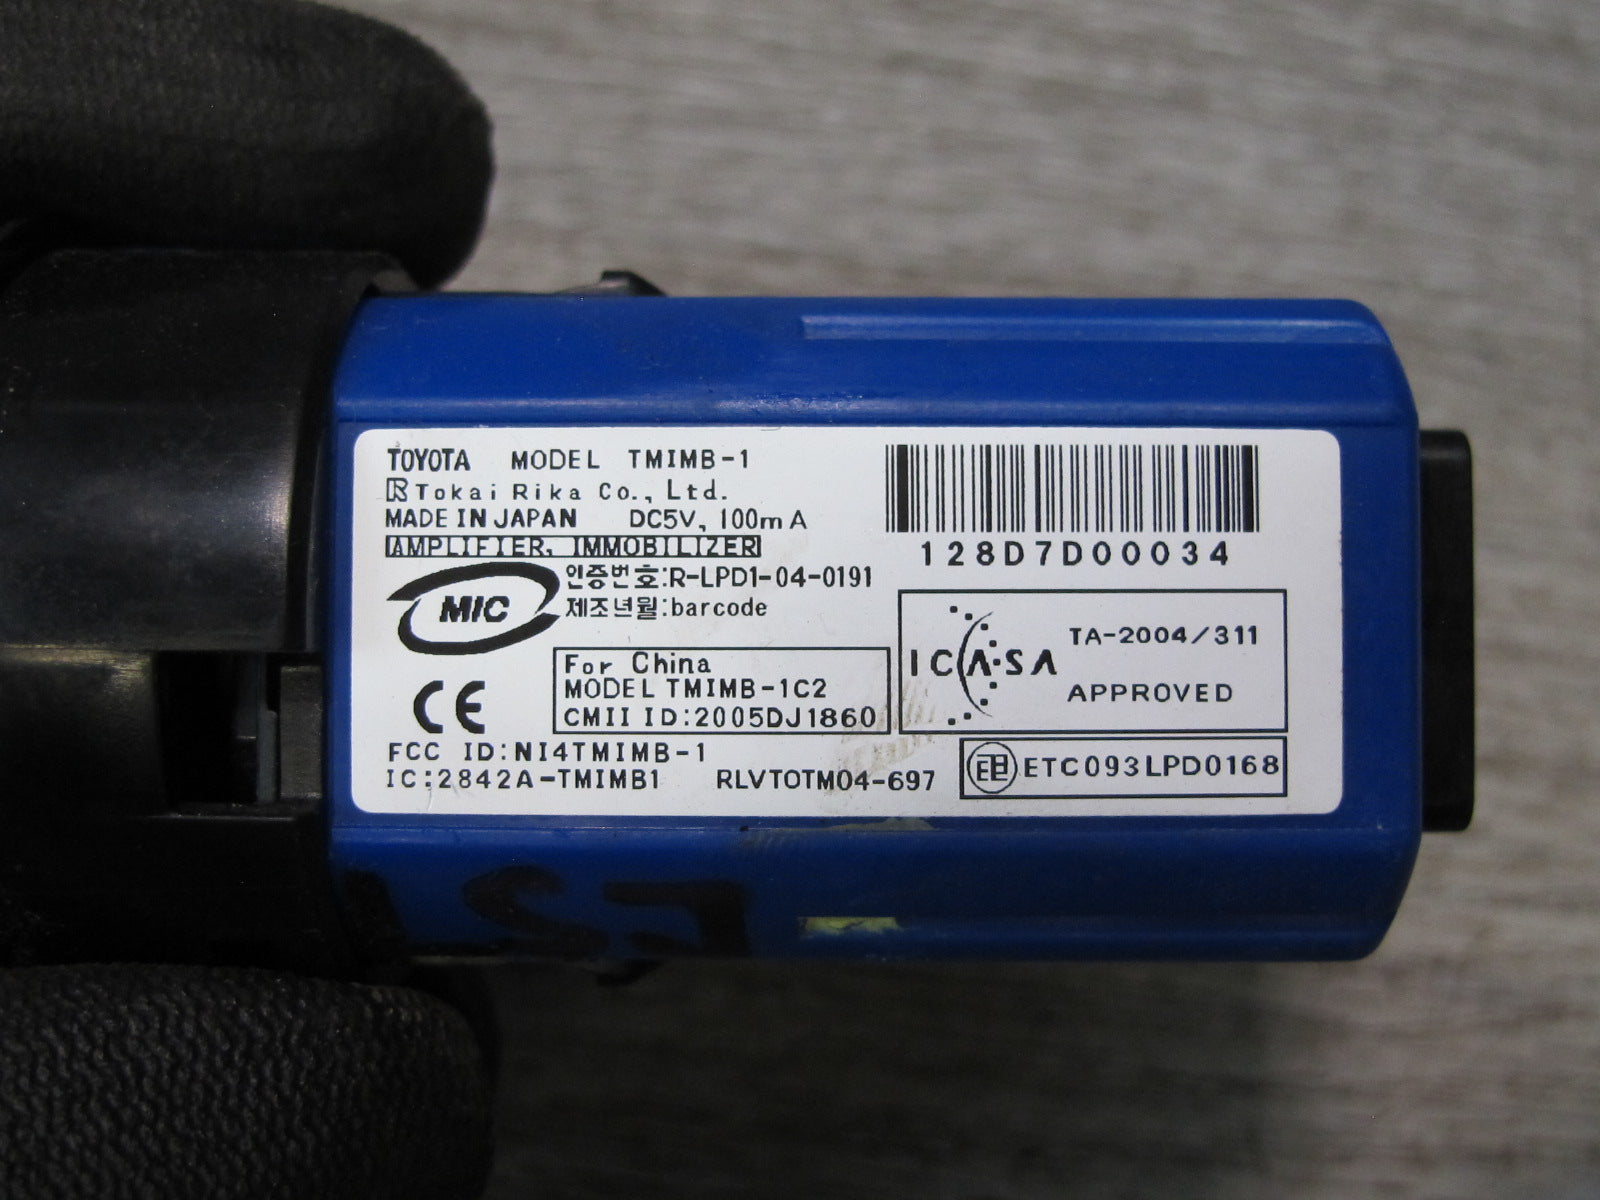 TOYOTA MODEL TMIMB-1
R Tokai Rika Co., Ltd.
MADE IN JAPAN DC5V, 100mA
AMPLIFIER, IMMOBILIZER
128D7D00034
MIC
인증번호:R-LPD1-04-0191
제조년월:barcode
CE
For China
MODEL TMIMB-1C2
CMII ID:2005DJ1860
ICASA
TA-2004/311
APPROVED
FCC ID:NI4TMIMB-1
IC:2842A-TMIMB1 RLVTOTM04-697
ETC093LPD0168